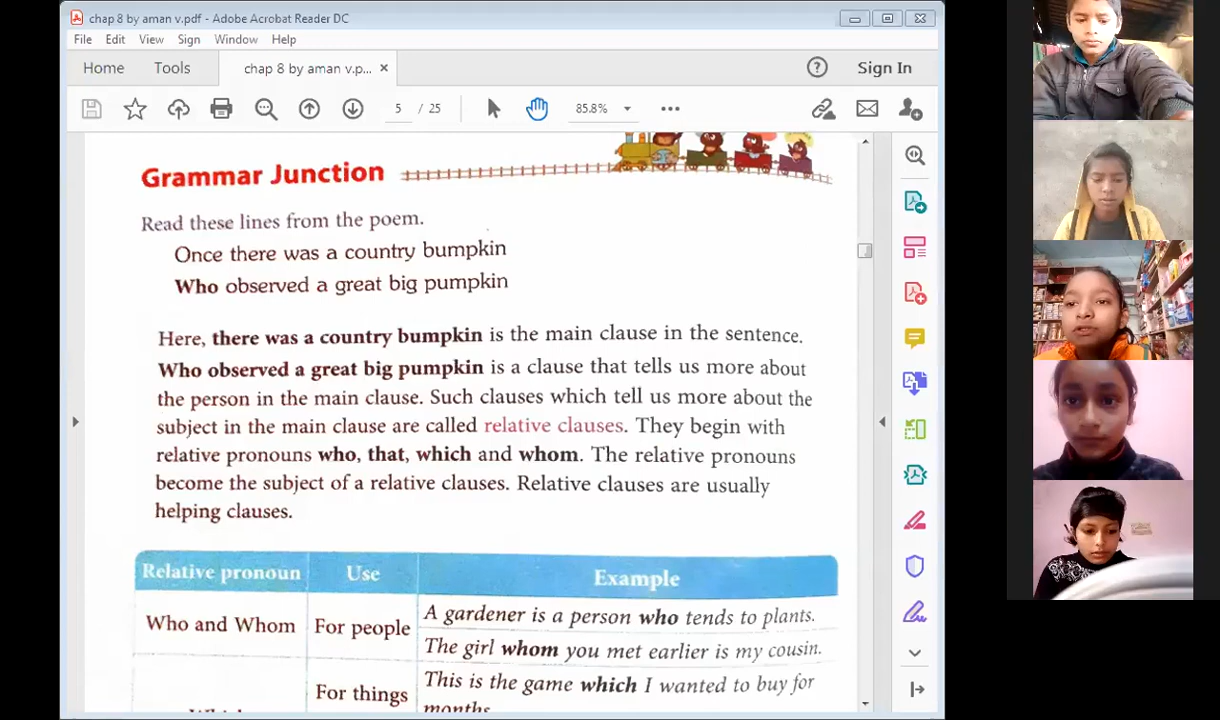 chap 8 by aman v.pdf - Adobe Acrobat Reader DC
File Edit View Sign Window Help
Home Tools chap 8 by aman v.p... × Sign In
5 / 25 85.8%
Grammar Junction
Read these lines from the poem.
Once there was a country bumpkin
Who observed a great big pumpkin
Here, there was a country bumpkin is the main clause in the sentence.
Who observed a great big pumpkin is a clause that tells us more about
the person in the main clause. Such clauses which tell us more about the
subject in the main clause are called relative clauses. They begin with
relative pronouns who, that, which and whom. The relative pronouns
become the subject of a relative clauses. Relative clauses are usually
helping clauses.
Relative pronoun Use Example
Who and Whom For people A gardener is a person who tends to plants.
The girl whom you met earlier is my cousin.
For things This is the game which I wanted to buy for
months.